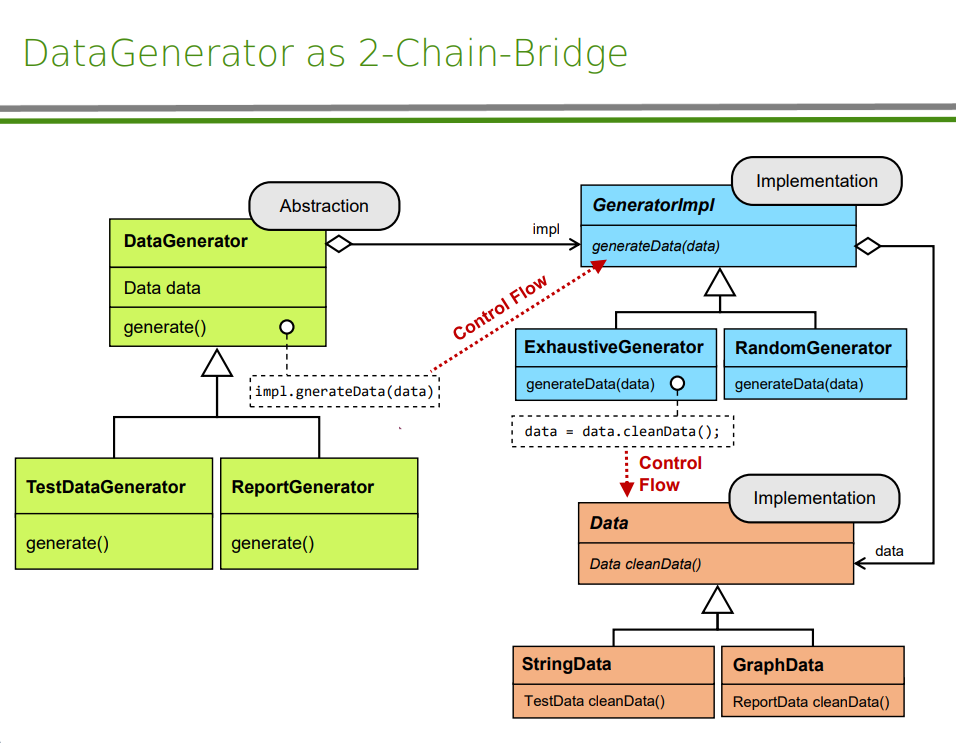 DataGenerator as 2-Chain-Bridge
Abstraction
DataGenerator
Data data
generate()
impl.gnerateData(data)
TestDataGenerator
generate()
ReportGenerator
generate()
impl
Control Flow
Implementation
GeneratorImpl
generateData(data)
ExhaustiveGenerator
generateData(data)
RandomGenerator
generateData(data)
data = data.cleanData();
Control
Flow
Implementation
Data
Data cleanData()
data
StringData
TestData cleanData()
GraphData
ReportData cleanData()